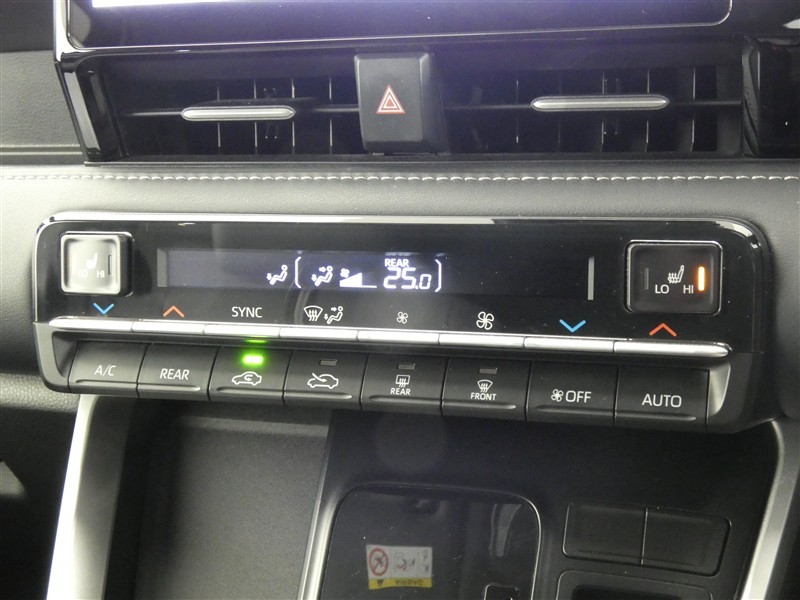 LO HI
REAR
25.0
LO HI
SYNC
A/C
REAR
REAR
FRONT
OFF
AUTO